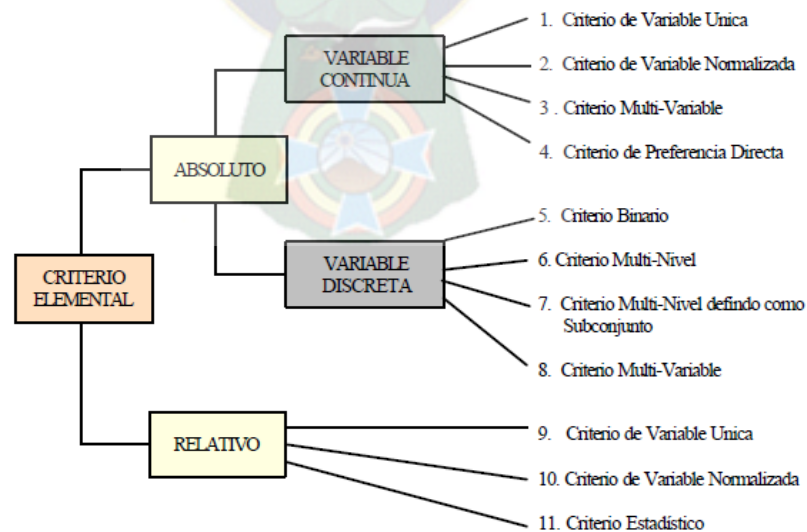 CRITERIO
ELEMENTAL
ABSOLUTO
VARIABLE
CONTINUA
1. Criterio de Variable Unica
2. Criterio de Variable Normalizada
3 . Criterio Multi-Variable
4. Criterio de Preferencia Directa
VARIABLE
DISCRETA
5. Criterio Binario
6. Criterio Multi-Nivel
7. Criterio Multi-Nivel defindo como
Subconjunto
8. Criterio Multi-Variable
RELATIVO
9. Criterio de Variable Unica
10. Criterio de Variable Normalizada
11. Criterio Estadístico